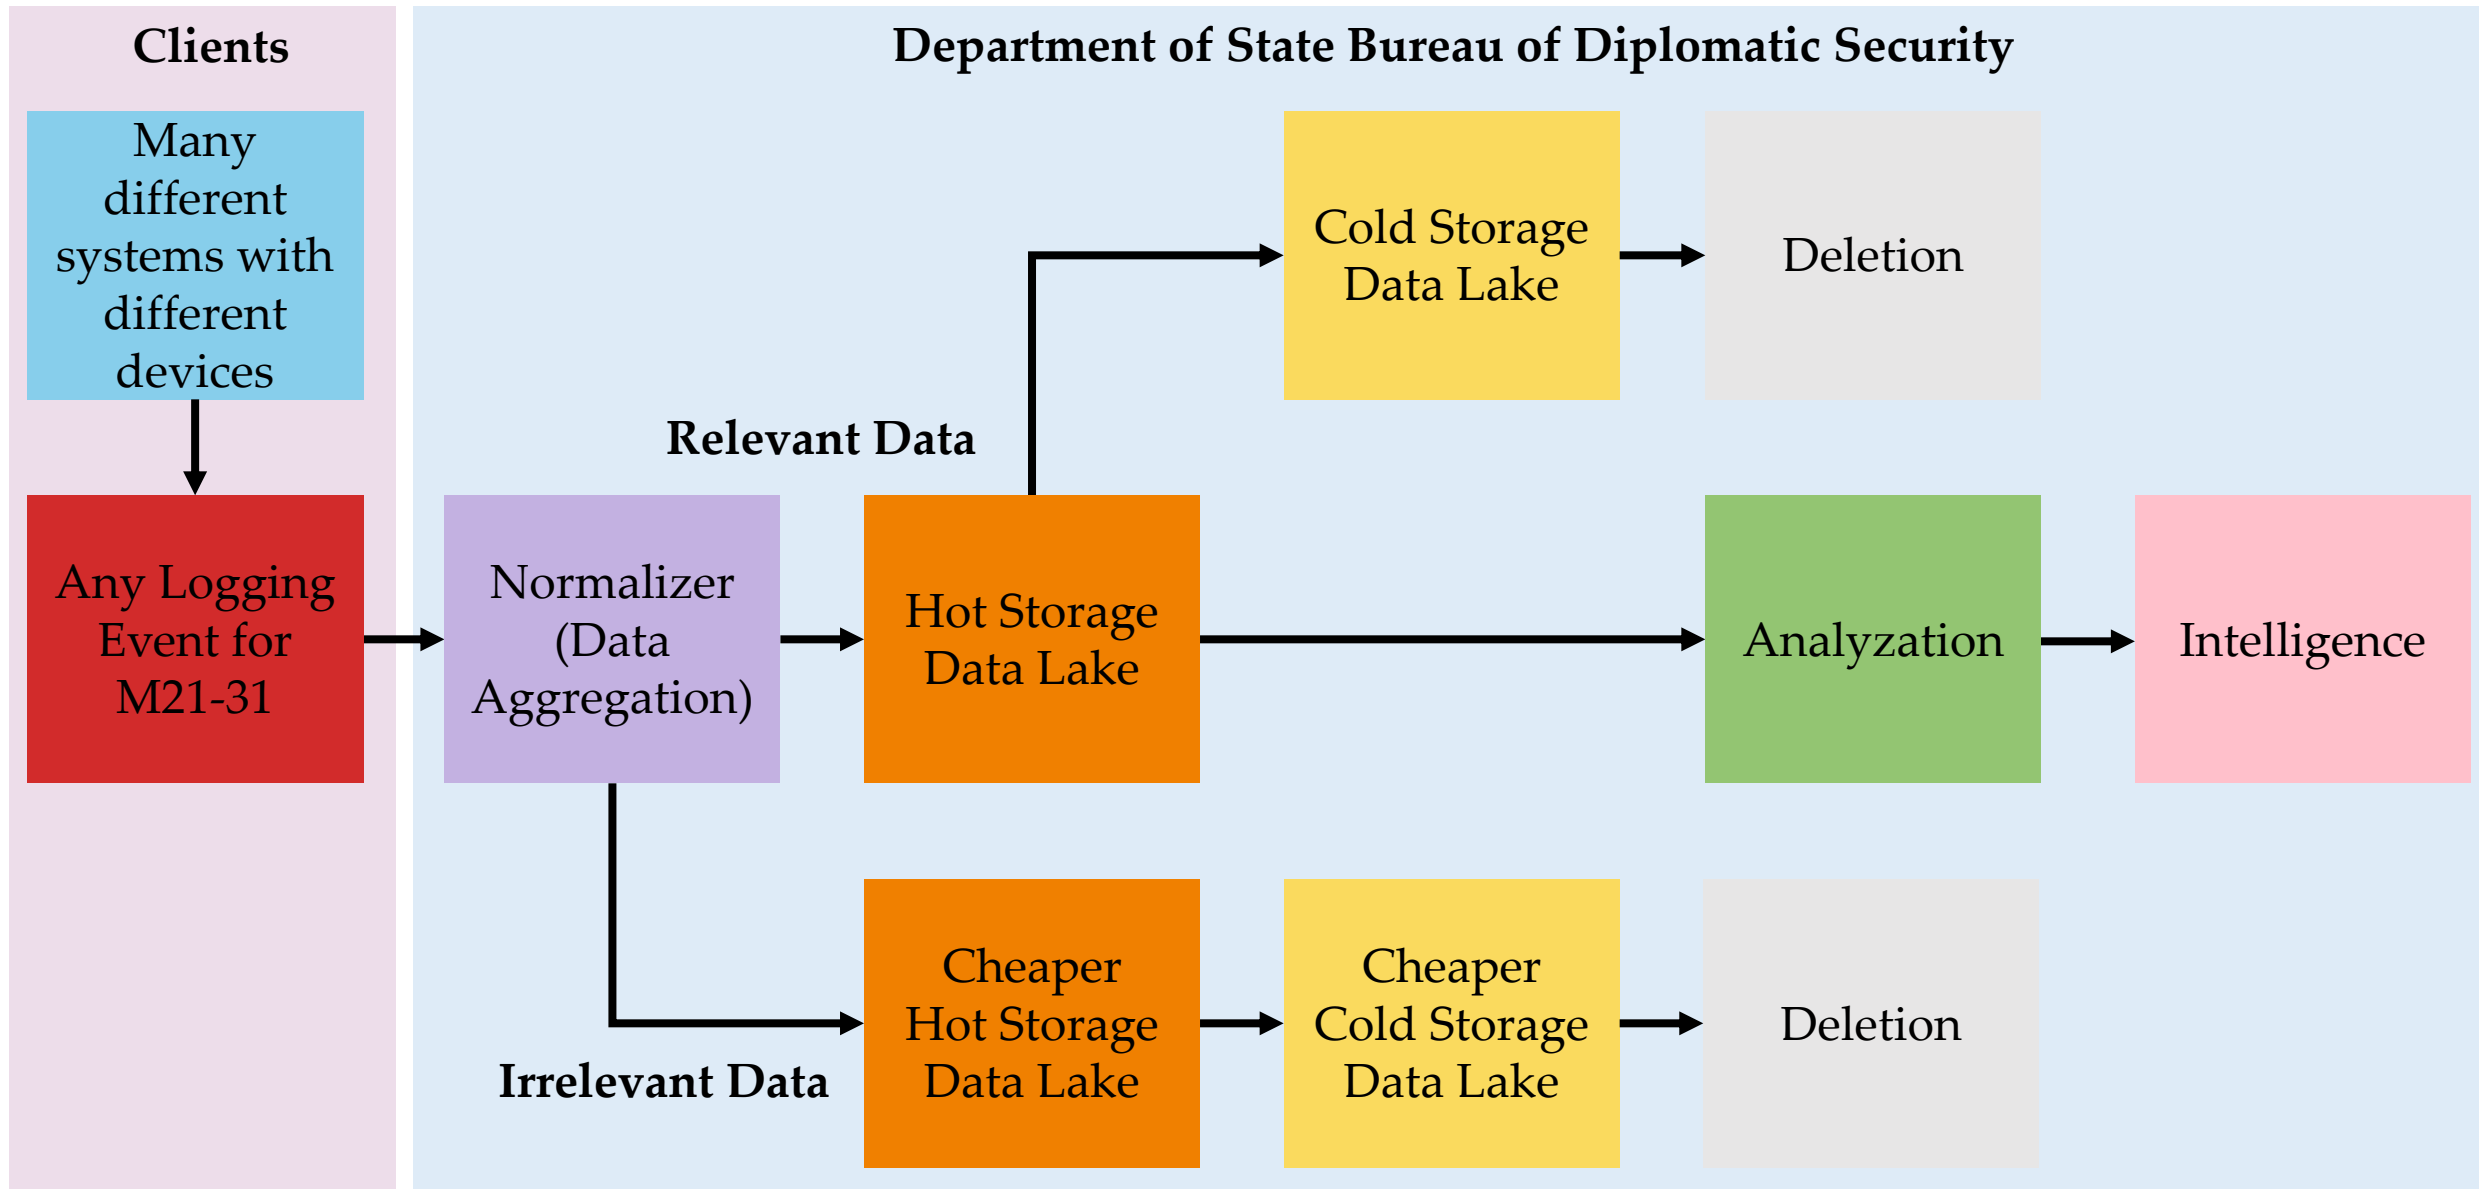 Clients
Department of State Bureau of Diplomatic Security
Many
different
systems with
different
devices
Cold Storage
Data Lake
Deletion
Relevant Data
Any Logging
Event for
M21-31
Normalizer
(Data
Aggregation)
Hot Storage
Data Lake
Analyzation
Intelligence
Irrelevant Data
Cheaper
Hot Storage
Data Lake
Cheaper
Cold Storage
Data Lake
Deletion